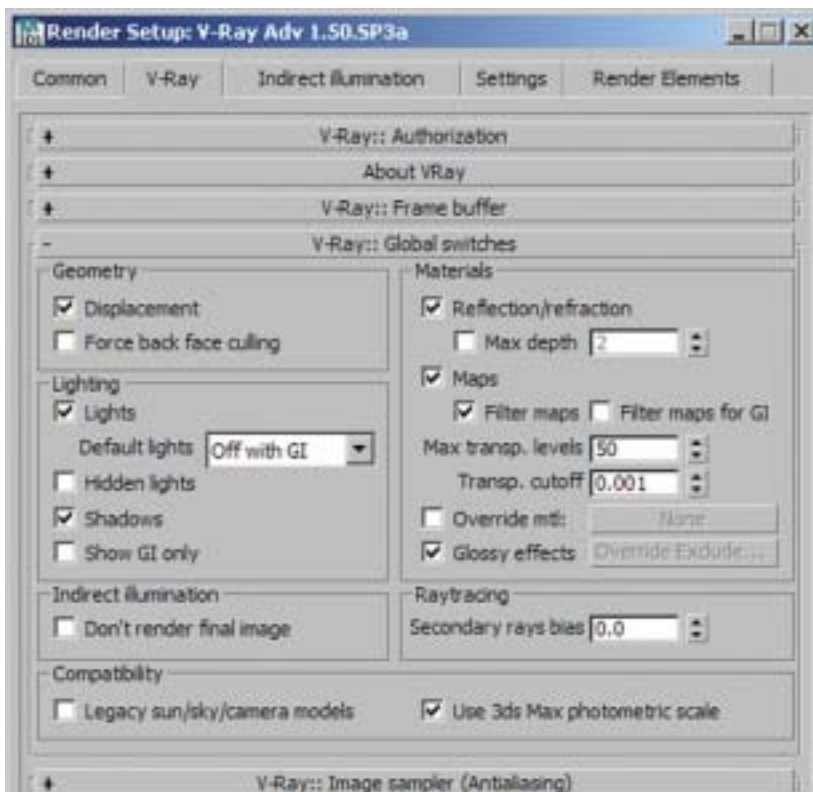 Render Setup: V-Ray Adv 1.50.SP3a
Common V-Ray Indirect illumination Settings Render Elements
+ V-Ray:: Authorization
+ About VRay
+ V-Ray:: Frame buffer
- V-Ray:: Global switches
Geometry
Displacement
Force back face culling
Lighting
Lights
Default lights Off with GI
Hidden lights
Shadows
Show GI only
Indirect illumination
Don't render final image
Materials
Reflection/refraction
Max depth 2
Maps
Filter maps Filter maps for GI
Max transp. levels 50
Transp. cutoff 0.001
Override mtl: None
Glossy effects Override Exclude...
Raytracing
Secondary rays bias 0.0
Compatibility
Legacy sun/sky/camera models Use 3ds Max photometric scale
+ V-Ray:: Image sampler (Antialiasing)